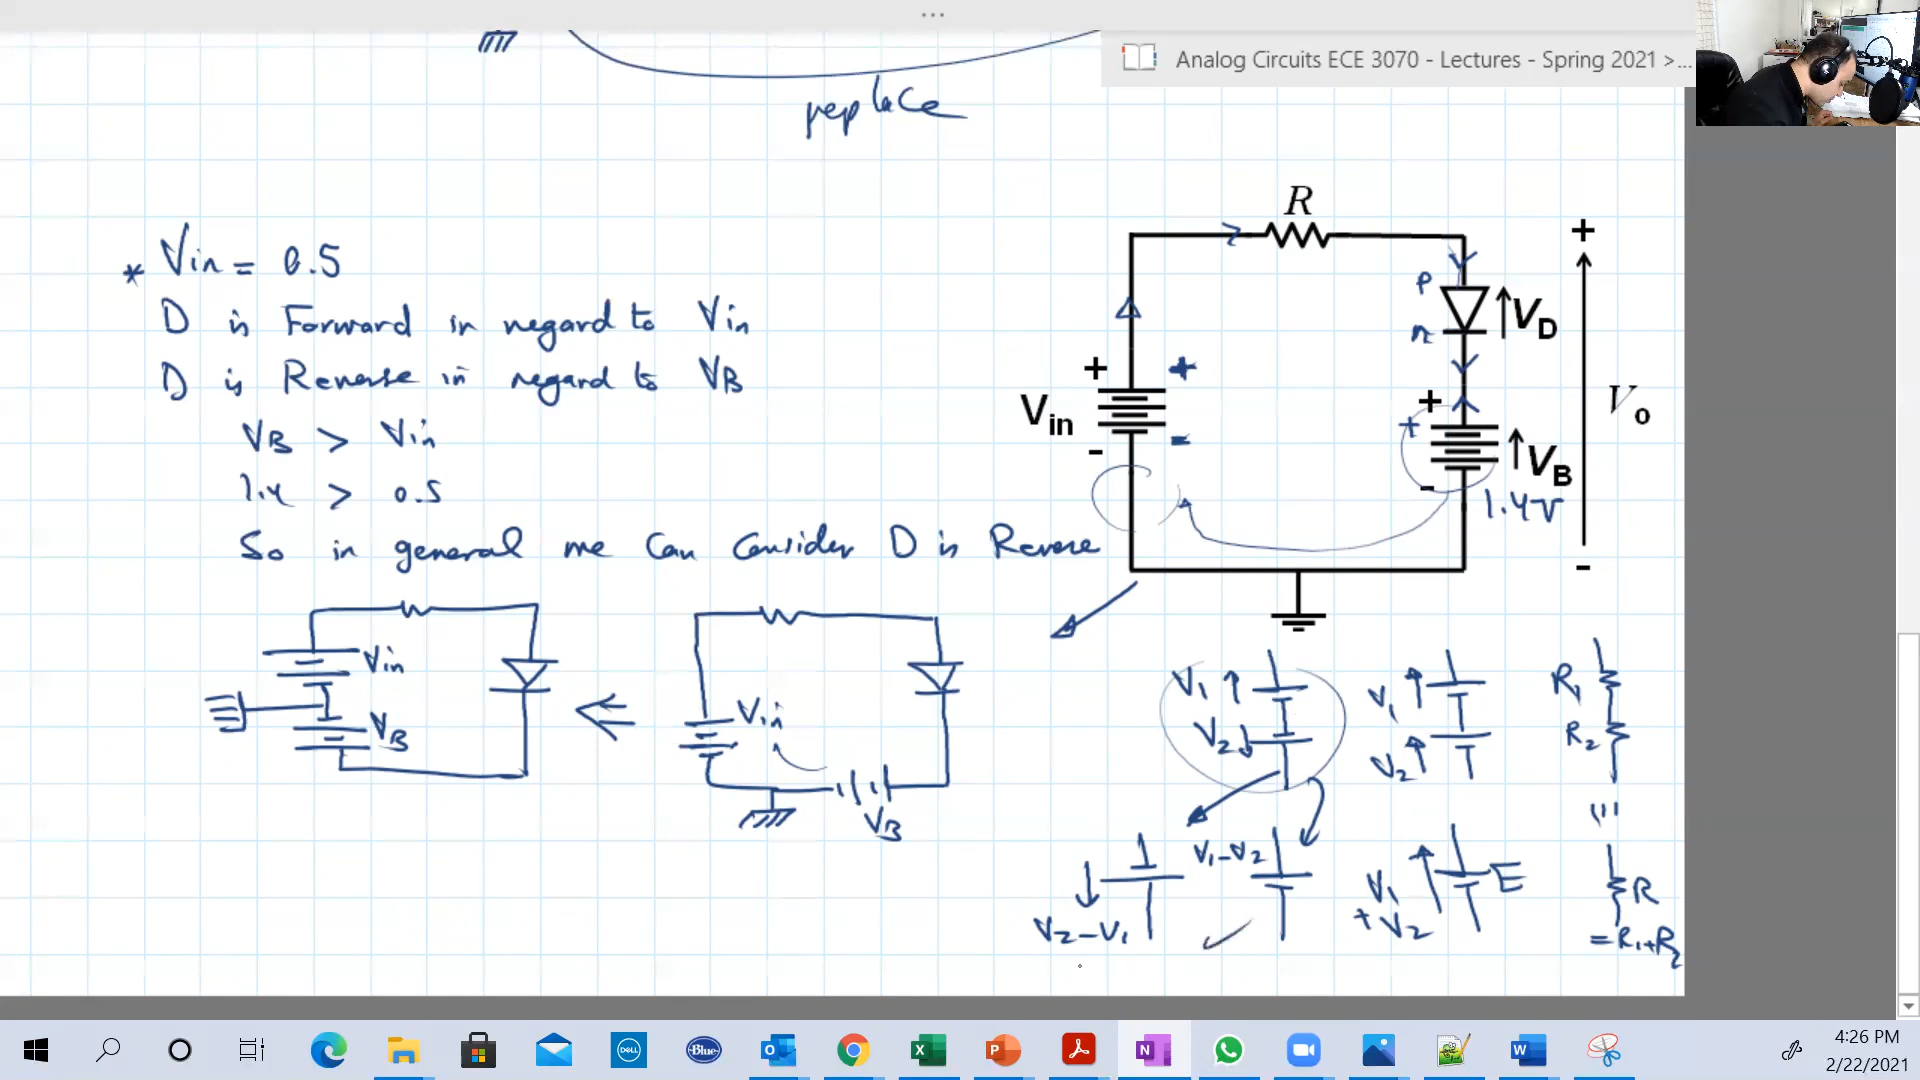 ...
Analog Circuits ECE 3070 - Lectures - Spring 2021 >...
replace
* Vin = 0.5
D is Forward in regard to Vin
D is Reverse in regard to VB
VB > Vin
1.4 > 0.5
So in general we can consider D is Reverse
R
+
P
n
VD
+ +
Vin
- =
+ +
VB
-
1.4V
Vo
-
Vin
VB
Vin
VB
V1
V2
V1
V2
R1
R2
V2-V1
V1-V2
V1
+V2
E
R
=R1+R2
DELL
Blue
4:26 PM
2/22/2021